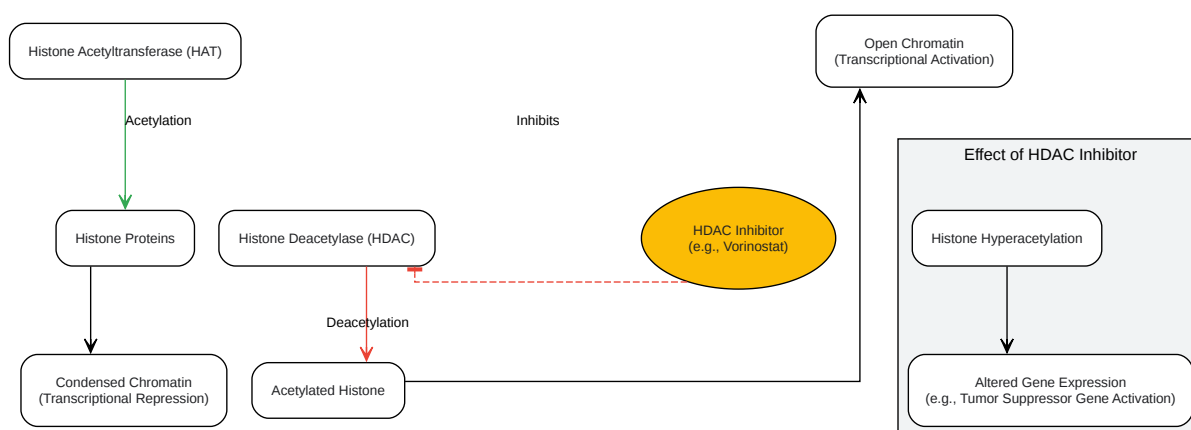 Histone Acetyltransferase (HAT)
Open Chromatin
(Transcriptional Activation)
Acetylation
Inhibits
Effect of HDAC Inhibitor
Histone Proteins
Histone Deacetylase (HDAC)
HDAC Inhibitor
(e.g., Vorinostat)
Histone Hyperacetylation
Deacetylation
Condensed Chromatin
(Transcriptional Repression)
Acetylated Histone
Altered Gene Expression
(e.g., Tumor Suppressor Gene Activation)